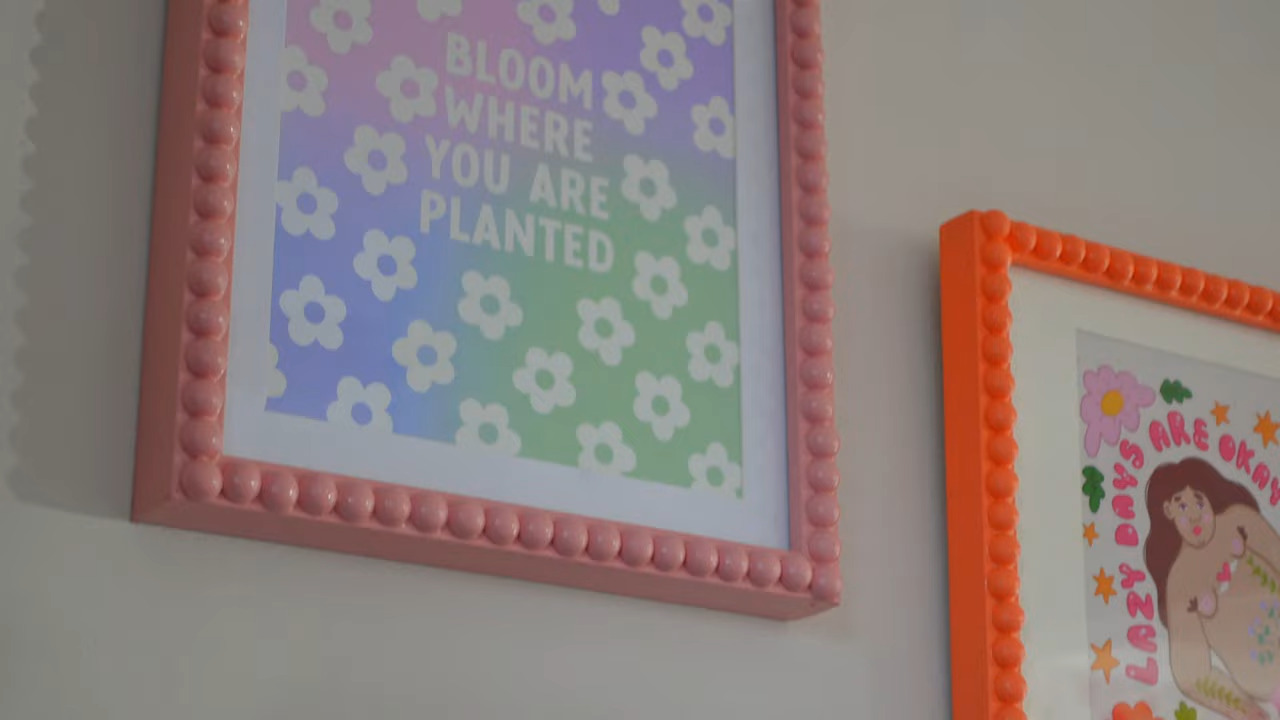 BLOOM
WHERE
YOU ARE
PLANTED
LAZY DAYS ARE OKAY